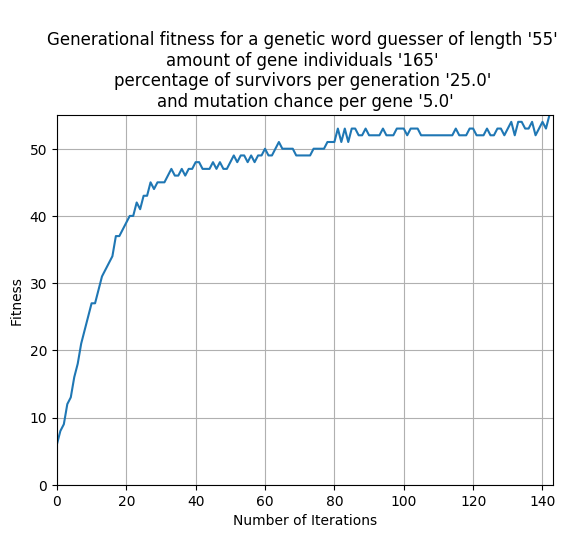 Generational fitness for a genetic word guesser of length '55'
amount of gene individuals '165'
percentage of survivors per generation '25.0'
and mutation chance per gene '5.0'
50
40
30
20
10
0
Fitness
0 20 40 60 80 100 120 140
Number of Iterations